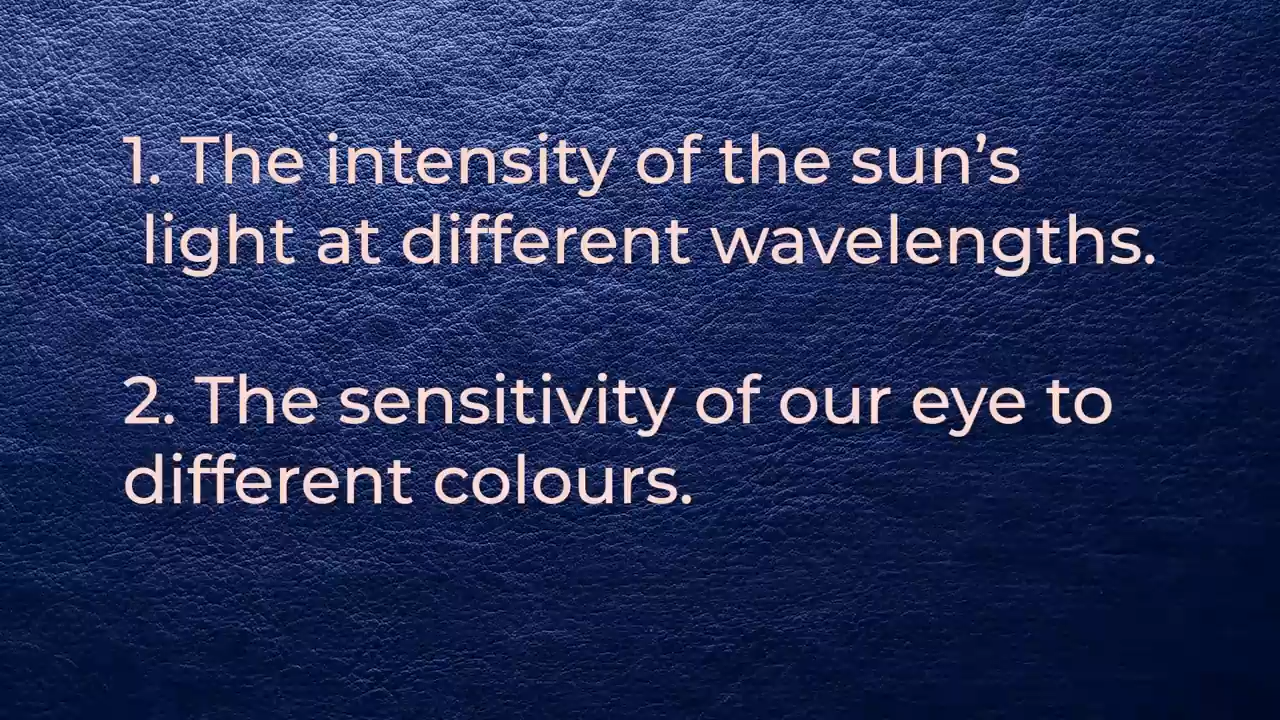 1. The intensity of the sun’s
light at different wavelengths.
2. The sensitivity of our eye to
different colours.